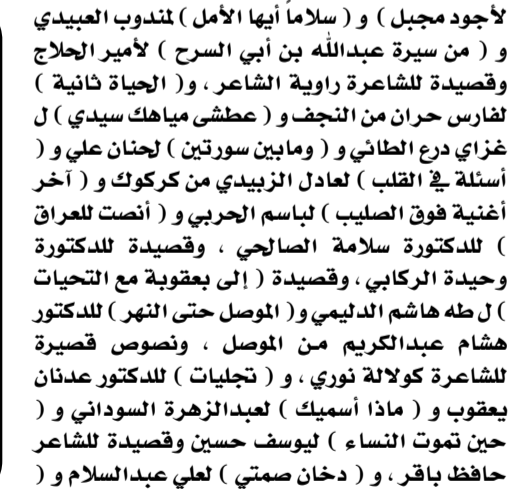 لأجود مجبل ) و ( سلاماً أيها الأمل ) لمندوب العبيدي
و ( من سيرة عبدالله بن أبي السرح ) لأمير الحلاج
وقصيدة للشاعرة راوية الشاعر ، و( الحياة ثانية )
لفارس حران من النجف و ( عطشى مياهك سيدي ) ل
غزاي درع الطائي و ( ومابين سورتين ) لحنان علي و (
أسئلة في القلب ) لعادل الزبيدي من كركوك و ( آخر
أغنية فوق الصليب ) لباسم الحربي و ( أنصت للعراق
) للدكتورة سلامة الصالحي ، وقصيدة للدكتورة
وحيدة الركابي ، وقصيدة ( إلى بعقوبة مع التحيات
) ل طه هاشم الدليمي و( الموصل حتى النهر ) للدكتور
هشام عبدالكريم من الموصل ، ونصوص قصيرة
للشاعرة كولالة نوري ، و ( تجليات ) للدكتور عدنان
يعقوب و ( ماذا أسميك ) لعبدالزهرة السوداني و (
حين تموت النساء ) ليوسف حسين وقصيدة للشاعر
حافظ باقر ، و ( دخان صمتي ) لعلي عبدالسلام و (